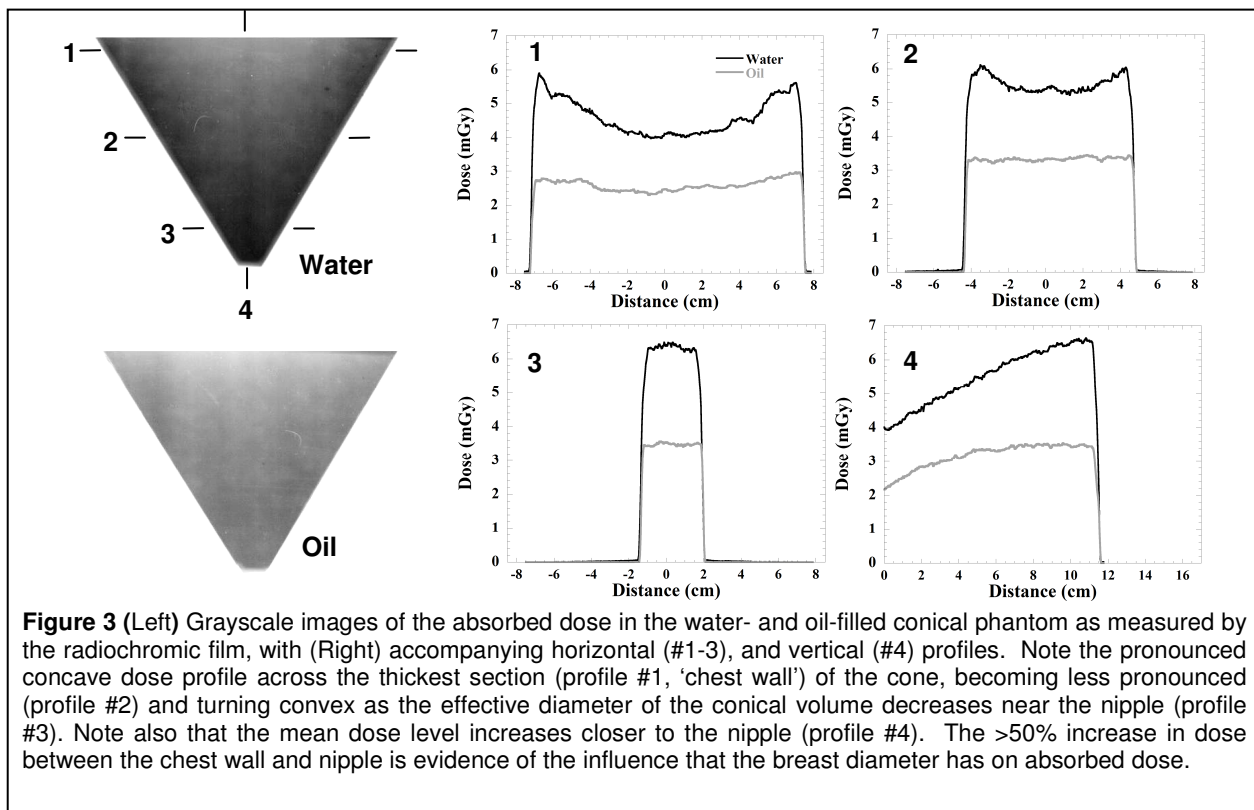 1
2
3
4
Water
Oil
1
Water
Oil
Dose (mGy)
7
6
5
4
3
2
1
0
-8 -6 -4 -2 0 2 4 6 8
Distance (cm)
2
Dose (mGy)
7
6
5
4
3
2
1
0
-8 -6 -4 -2 0 2 4 6 8
Distance (cm)
3
Dose (mGy)
7
6
5
4
3
2
1
0
-8 -6 -4 -2 0 2 4 6 8
Distance (cm)
4
Dose (mGy)
7
6
5
4
3
2
1
0
0 2 4 6 8 10 12 14 16
Distance (cm)
Figure 3 (Left) Grayscale images of the absorbed dose in the water- and oil-filled conical phantom as measured by
the radiochromic film, with (Right) accompanying horizontal (#1-3), and vertical (#4) profiles. Note the pronounced
concave dose profile across the thickest section (profile #1, ‘chest wall’) of the cone, becoming less pronounced
(profile #2) and turning convex as the effective diameter of the conical volume decreases near the nipple (profile
#3). Note also that the mean dose level increases closer to the nipple (profile #4). The >50% increase in dose
between the chest wall and nipple is evidence of the influence that the breast diameter has on absorbed dose.